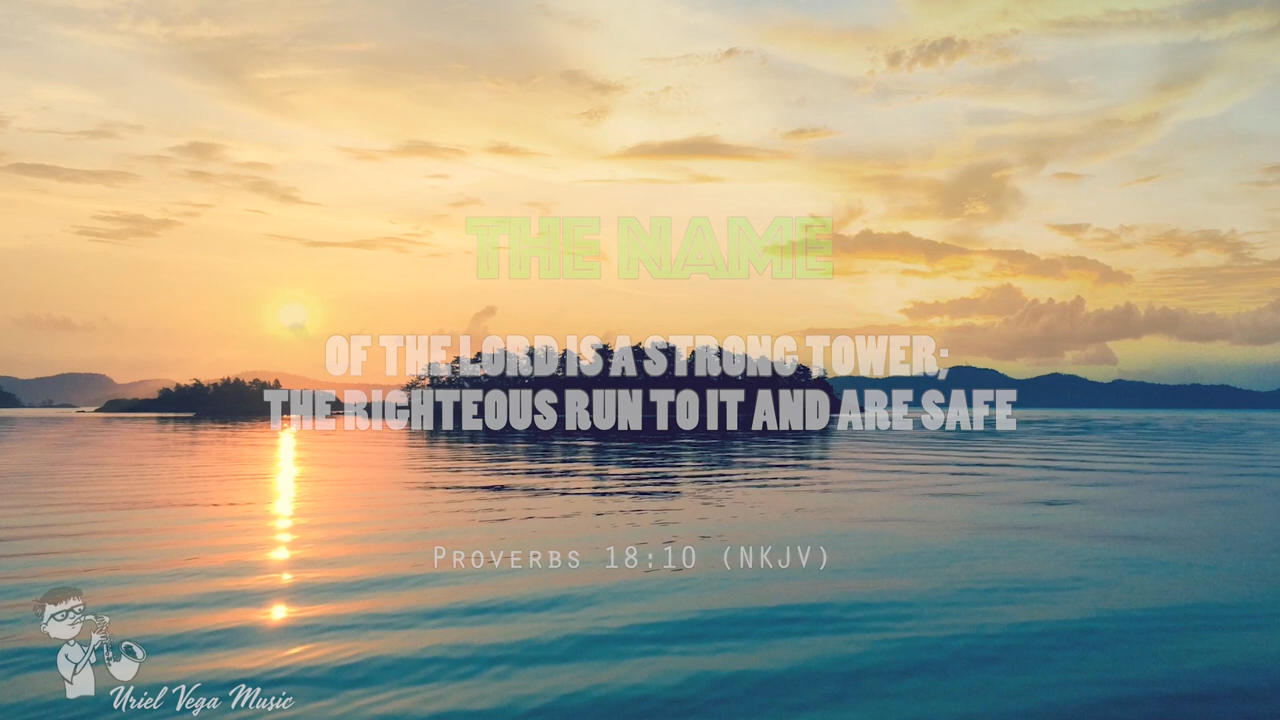 THE NAME
OF THE LORD IS A STRONG TOWER;
THE RIGHTEOUS RUN TO IT AND ARE SAFE
Proverbs 18:10 (NKJV)
Uriel Vega Music